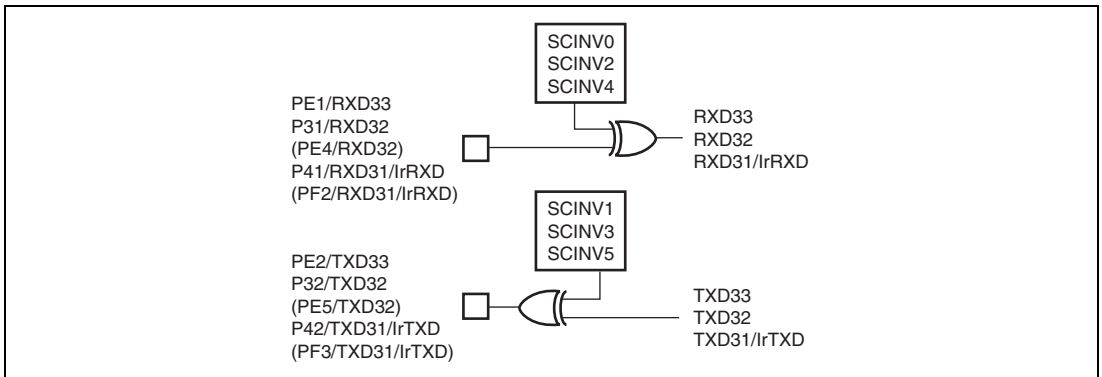 SCINV0
SCINV2
SCINV4
PE1/RXD33
P31/RXD32
(PE4/RXD32)
P41/RXD31/IrRXD
(PF2/RXD31/IrRXD)
RXD33
RXD32
RXD31/IrRXD
SCINV1
SCINV3
SCINV5
PE2/TXD33
P32/TXD32
(PE5/TXD32)
P42/TXD31/IrTXD
(PF3/TXD31/IrTXD)
TXD33
TXD32
TXD31/IrTXD